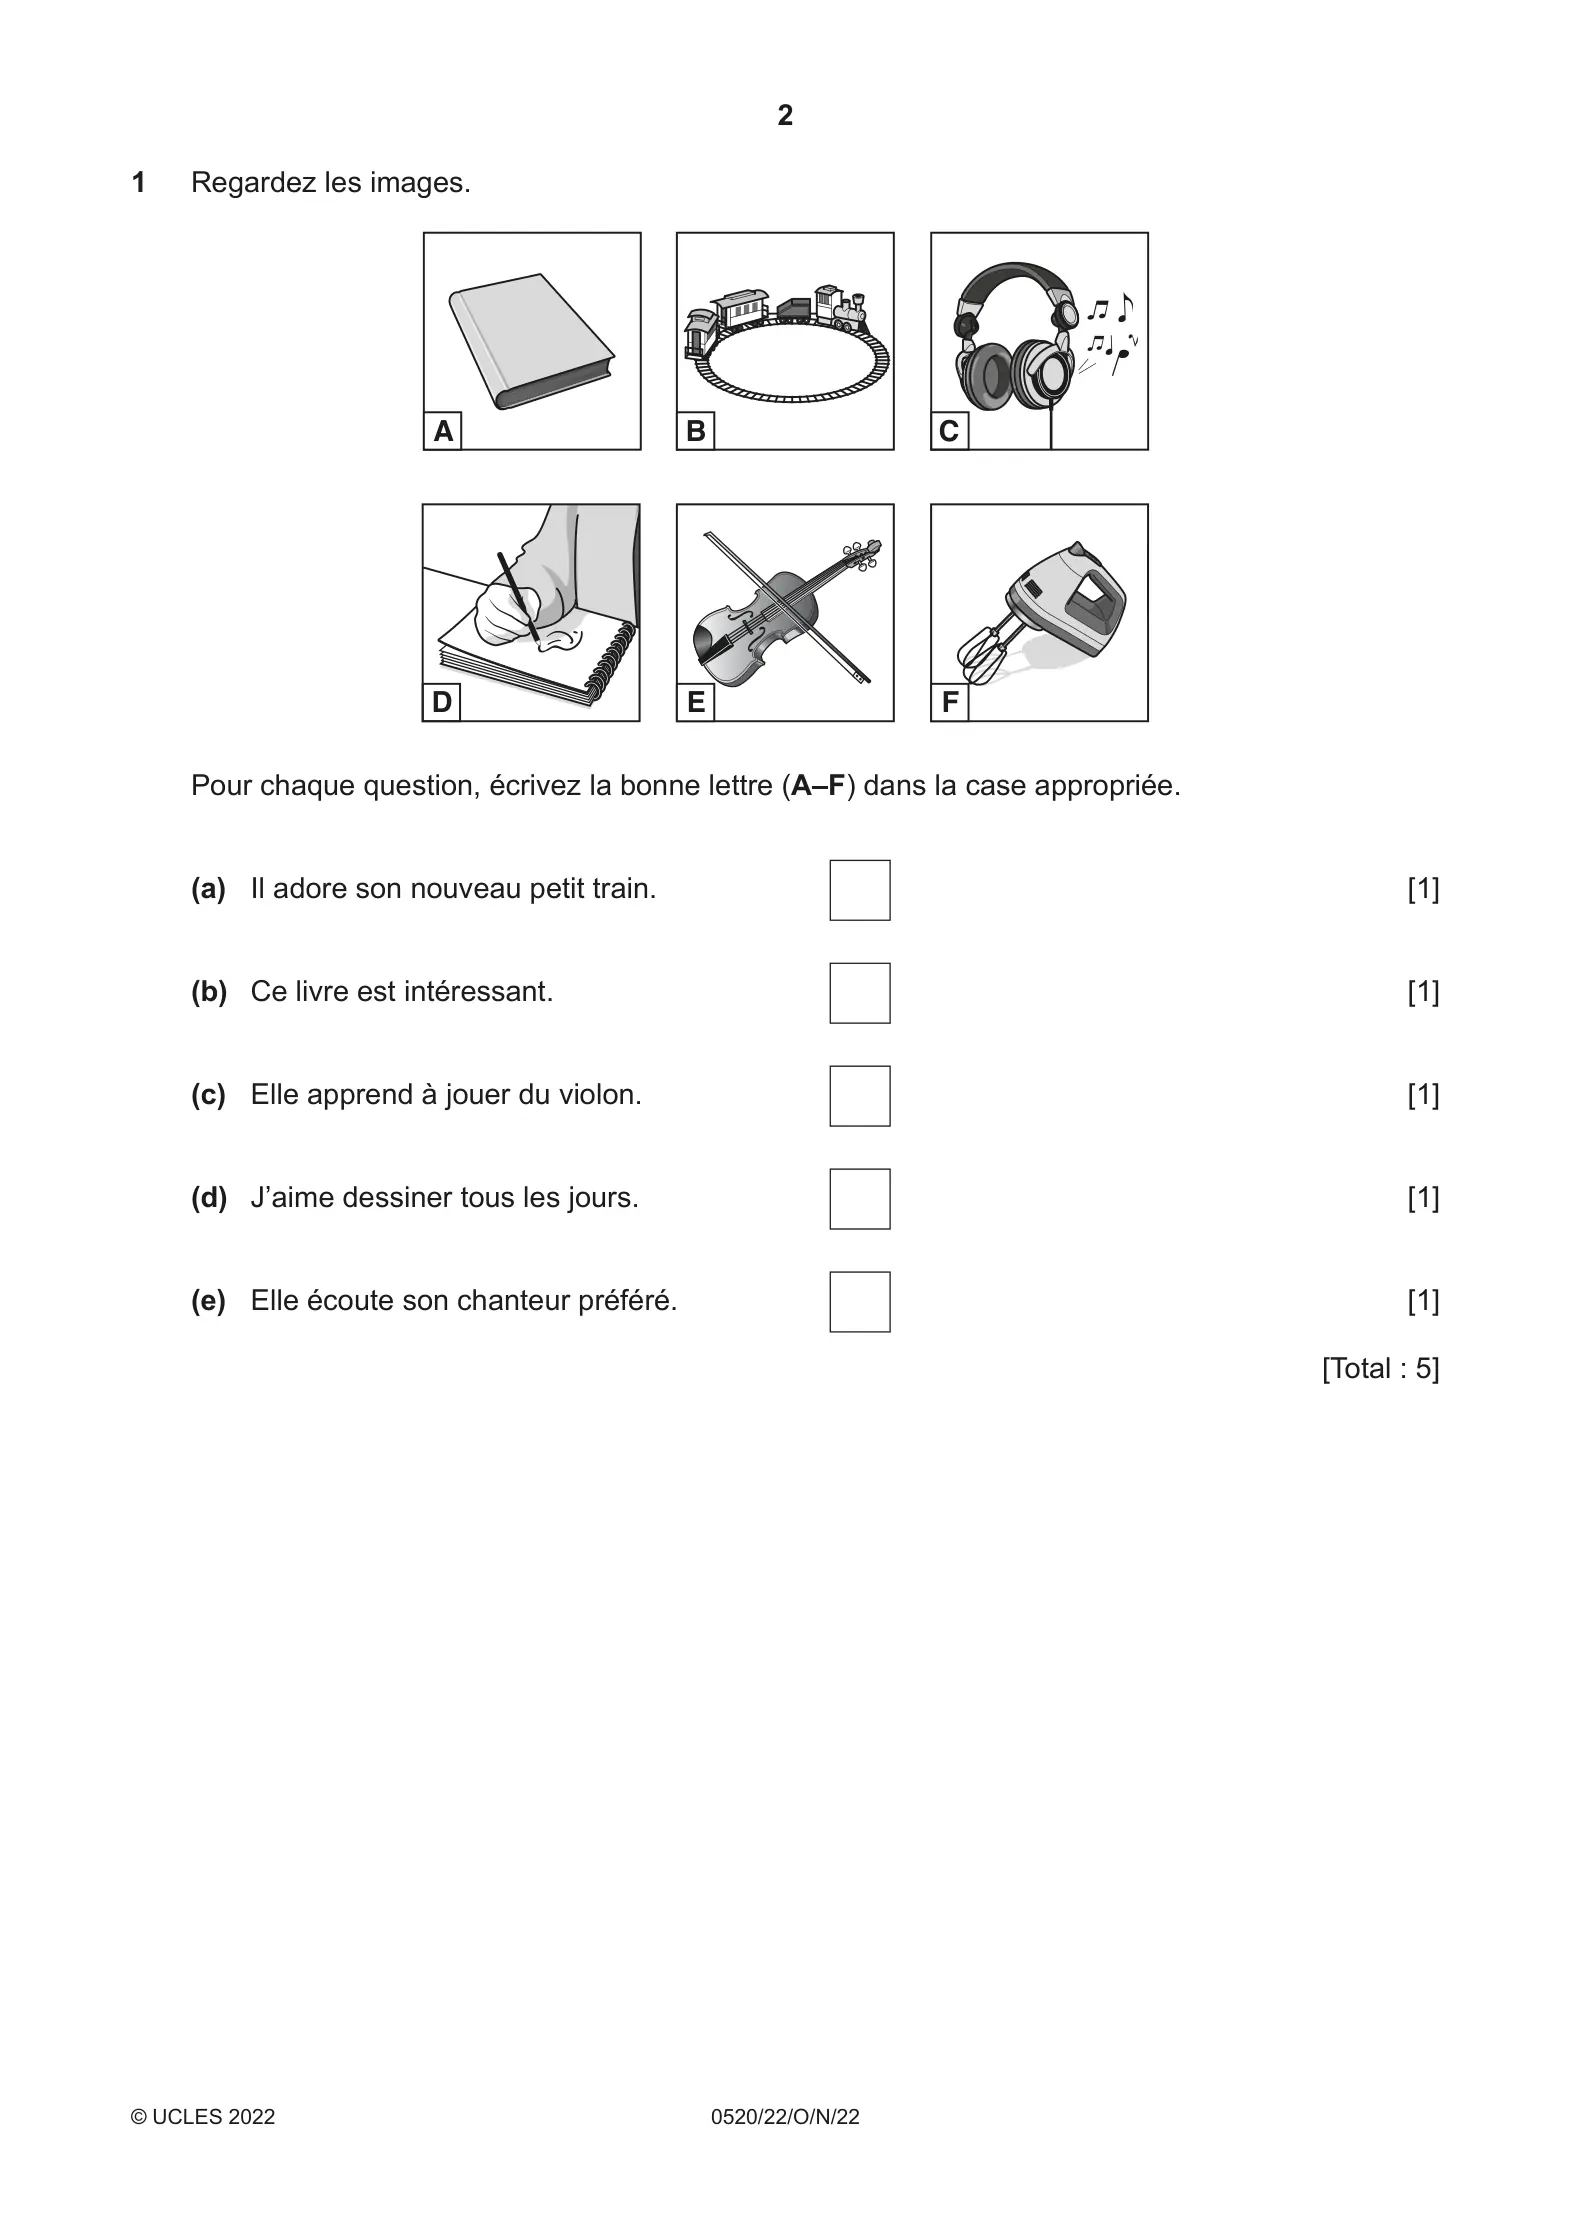 2
1 Regardez les images.
A
B
C
D
E
F
Pour chaque question, écrivez la bonne lettre (A–F) dans la case appropriée.
(a) Il adore son nouveau petit train. [1]
(b) Ce livre est intéressant. [1]
(c) Elle apprend à jouer du violon. [1]
(d) J’aime dessiner tous les jours. [1]
(e) Elle écoute son chanteur préféré. [1]
[Total : 5]
© UCLES 2022 0520/22/O/N/22